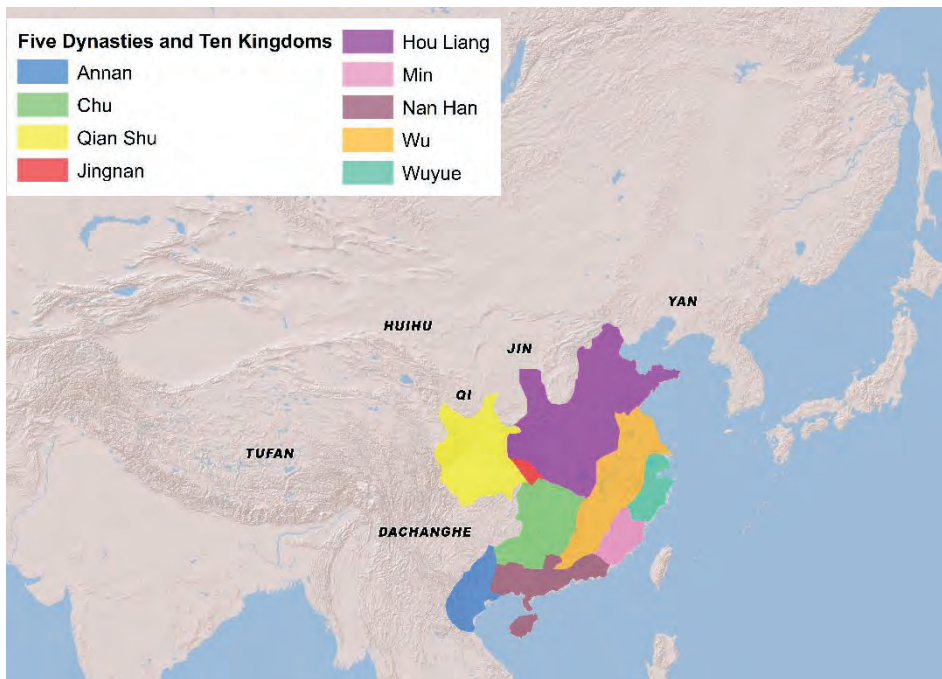 Five Dynasties and Ten Kingdoms
Annan
Chu
Qian Shu
Jingnan
Hou Liang
Min
Nan Han
Wu
Wuyue
YAN
HUIHU
JIN
QI
TUFAN
DACHANGHE